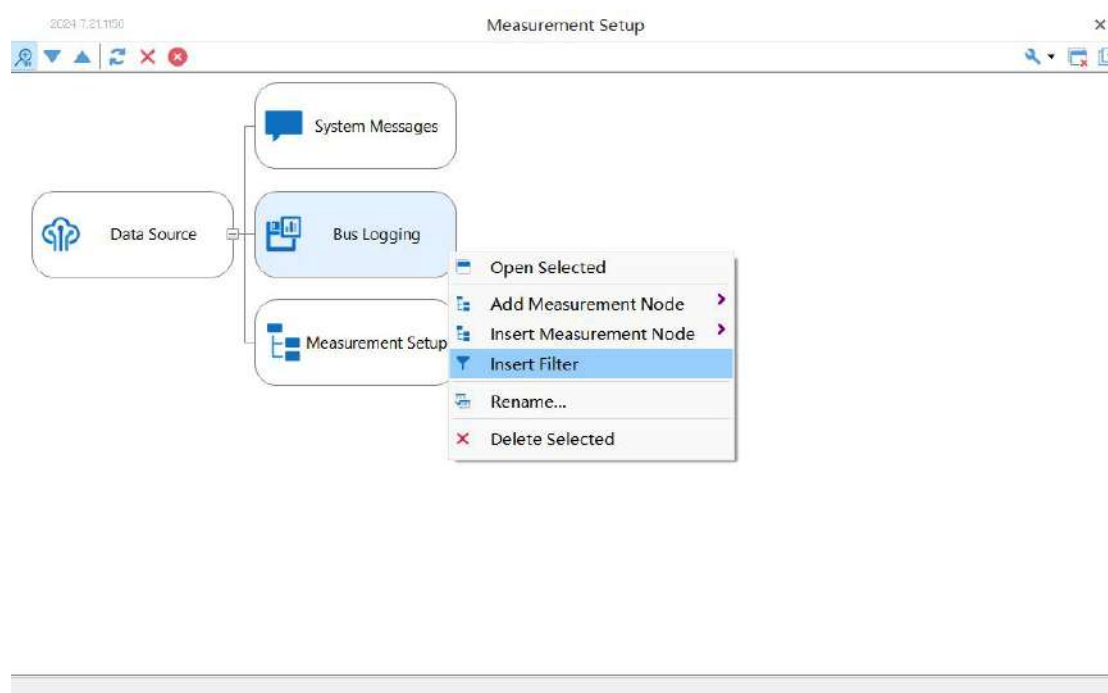 2024.7.21.1156
Measurement Setup
System Messages
Data Source
Bus Logging
Measurement Setup
Open Selected
Add Measurement Node
Insert Measurement Node
Insert Filter
Rename...
Delete Selected